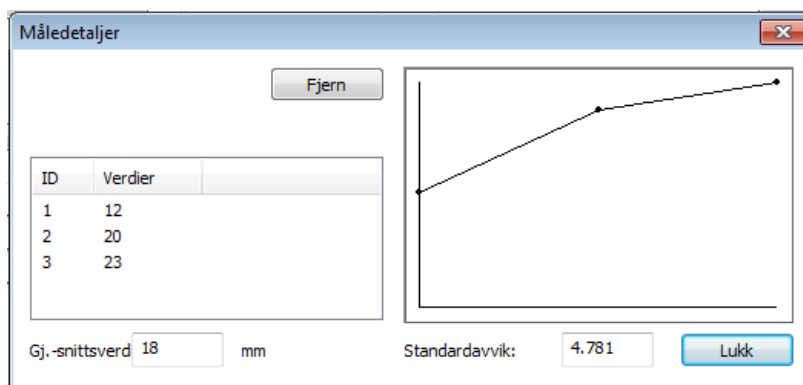 Måledetaljer
Fjern
ID Verdier
1 12
2 20
3 23
Gj.-snittsverd 18 mm
Standardavvik: 4.781
Lukk